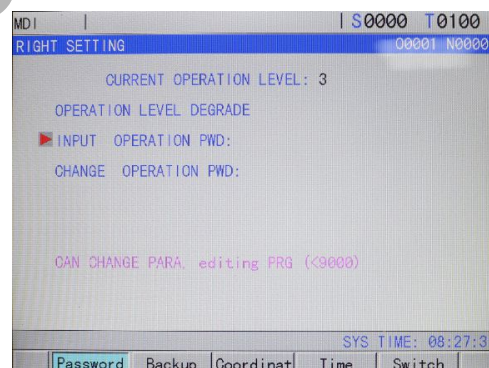 MDI S0000 T0100
RIGHT SETTING O0001 N0000
CURRENT OPERATION LEVEL: 3
OPERATION LEVEL DEGRADE
INPUT OPERATION PWD:
CHANGE OPERATION PWD:
CAN CHANGE PARA. editing PRG (<9000)
SYS TIME: 08:27:3
Password Backup Coordinat Time Switch